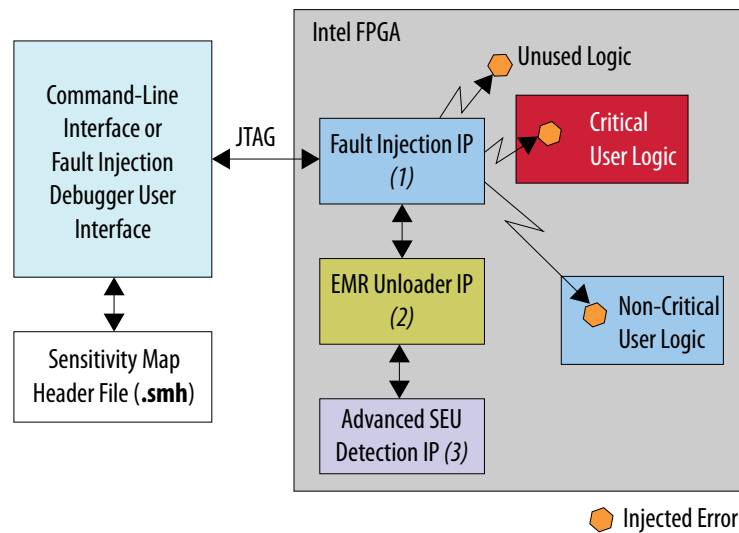 Intel FPGA
Command-Line
Interface or
Fault Injection
Debugger User
Interface
JTAG
Fault Injection IP
(1)
Unused Logic
Critical
User Logic
EMR Unloader IP
(2)
Non-Critical
User Logic
Sensitivity Map
Header File (.smh)
Advanced SEU
Detection IP (3)
Injected Error